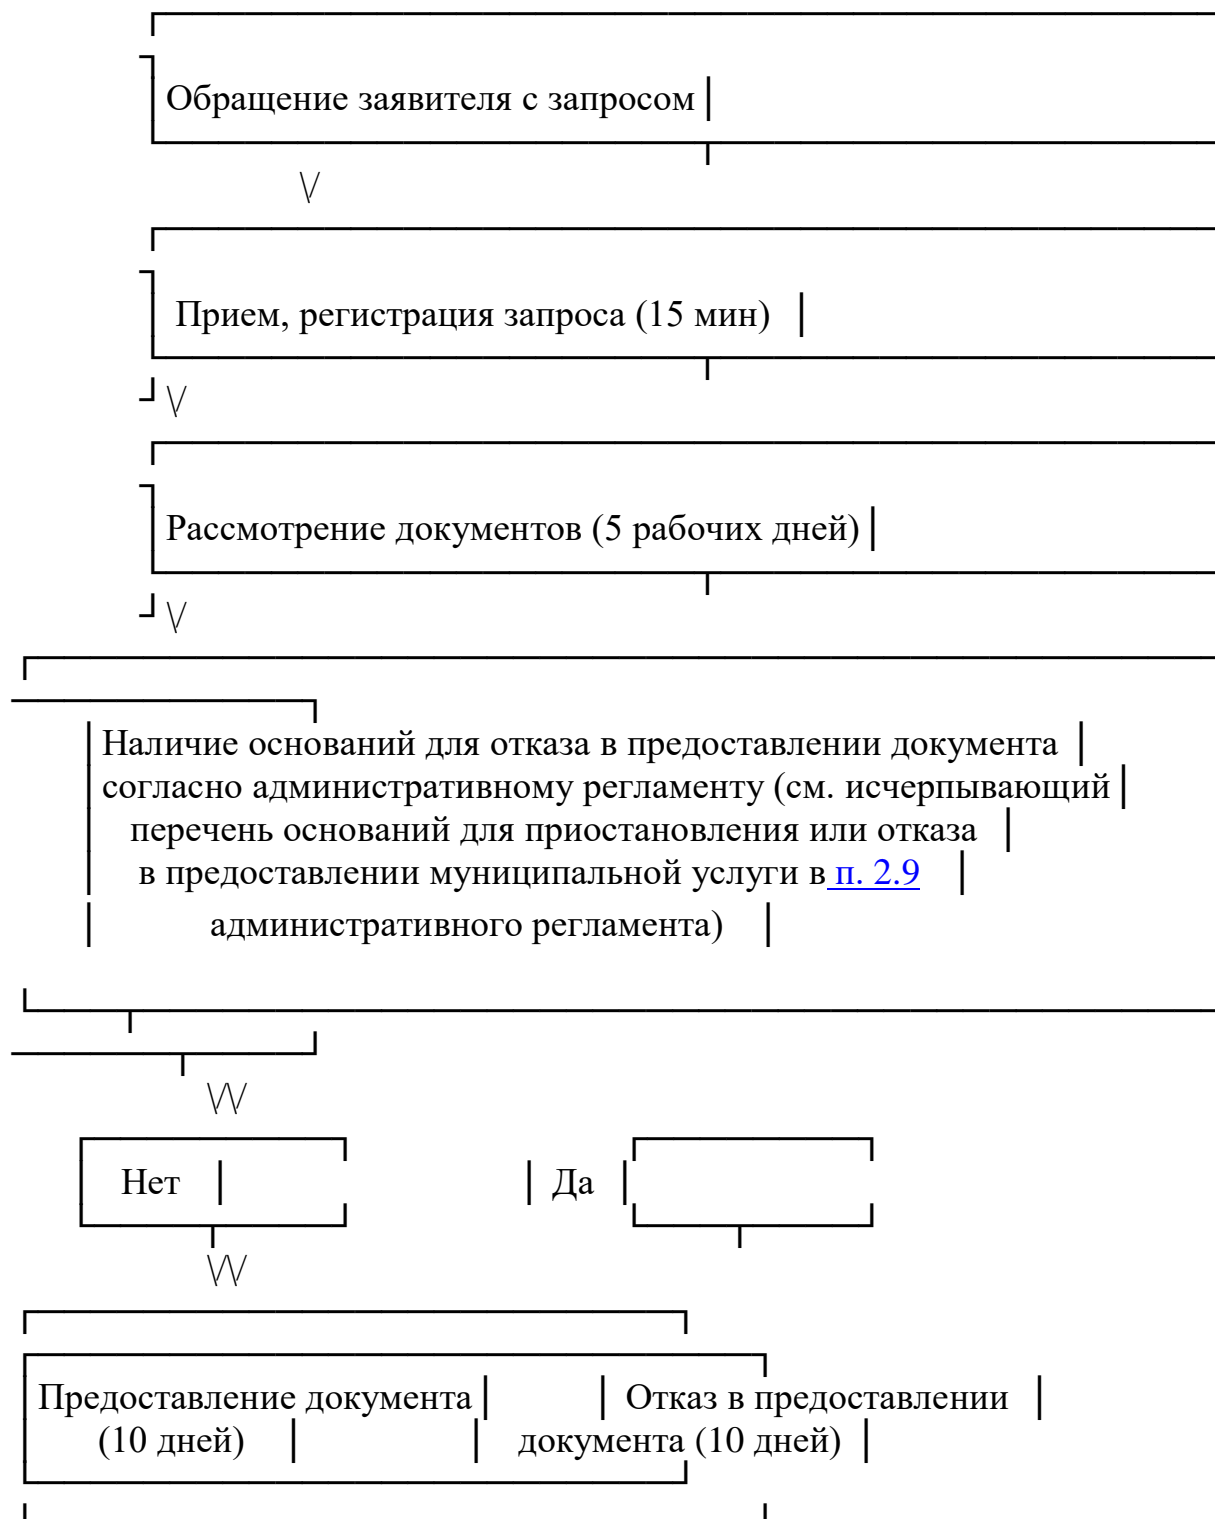 Обращение заявителя с запросом
Прием, регистрация запроса (15 мин)
Рассмотрение документов (5 рабочих дней)
Наличие оснований для отказа в предоставлении документа
согласно административному регламенту (см. исчерпывающий
перечень оснований для приостановления или отказа
в предоставлении муниципальной услуги в п. 2.9
административного регламента)
Нет Да
Предоставление документа Отказ в предоставлении
(10 дней) документа (10 дней)